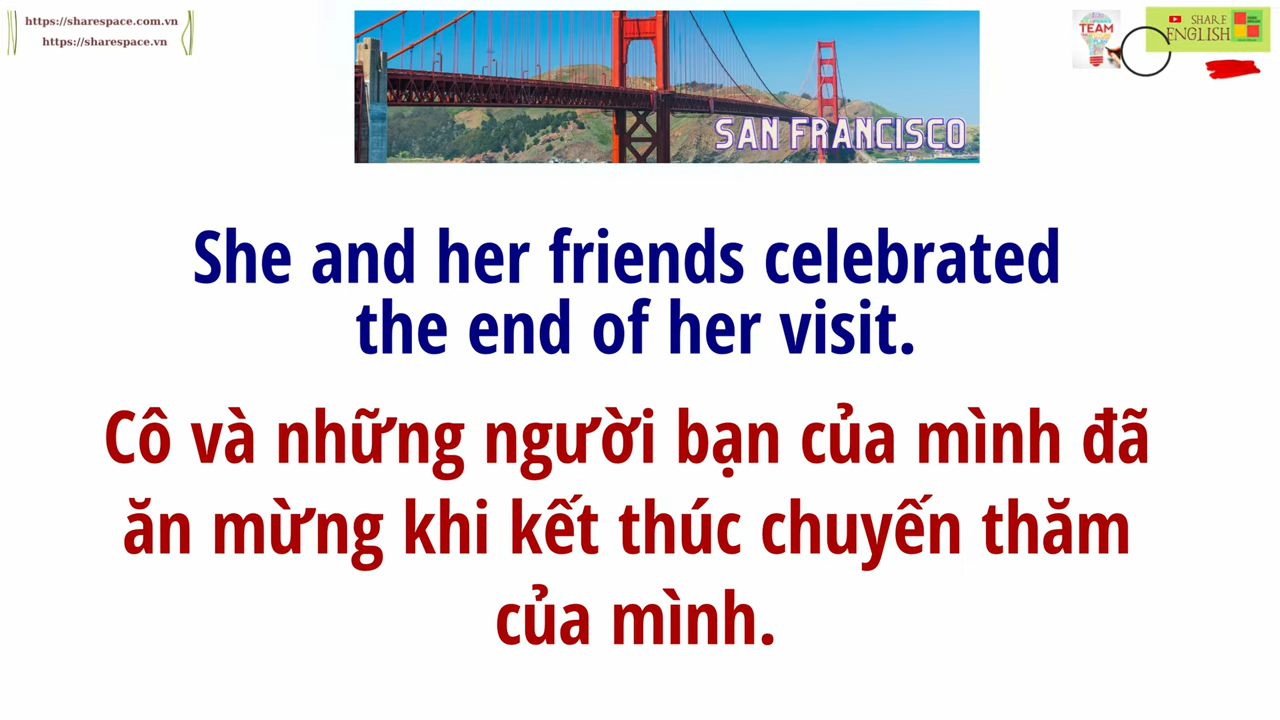 https://sharespace.com.vn
https://sharespace.vn
SAN FRANCISCO
TEAM
SHARE
ENGLISH
She and her friends celebrated
the end of her visit.
Cô và những người bạn của mình đã
ăn mừng khi kết thúc chuyến thăm
của mình.